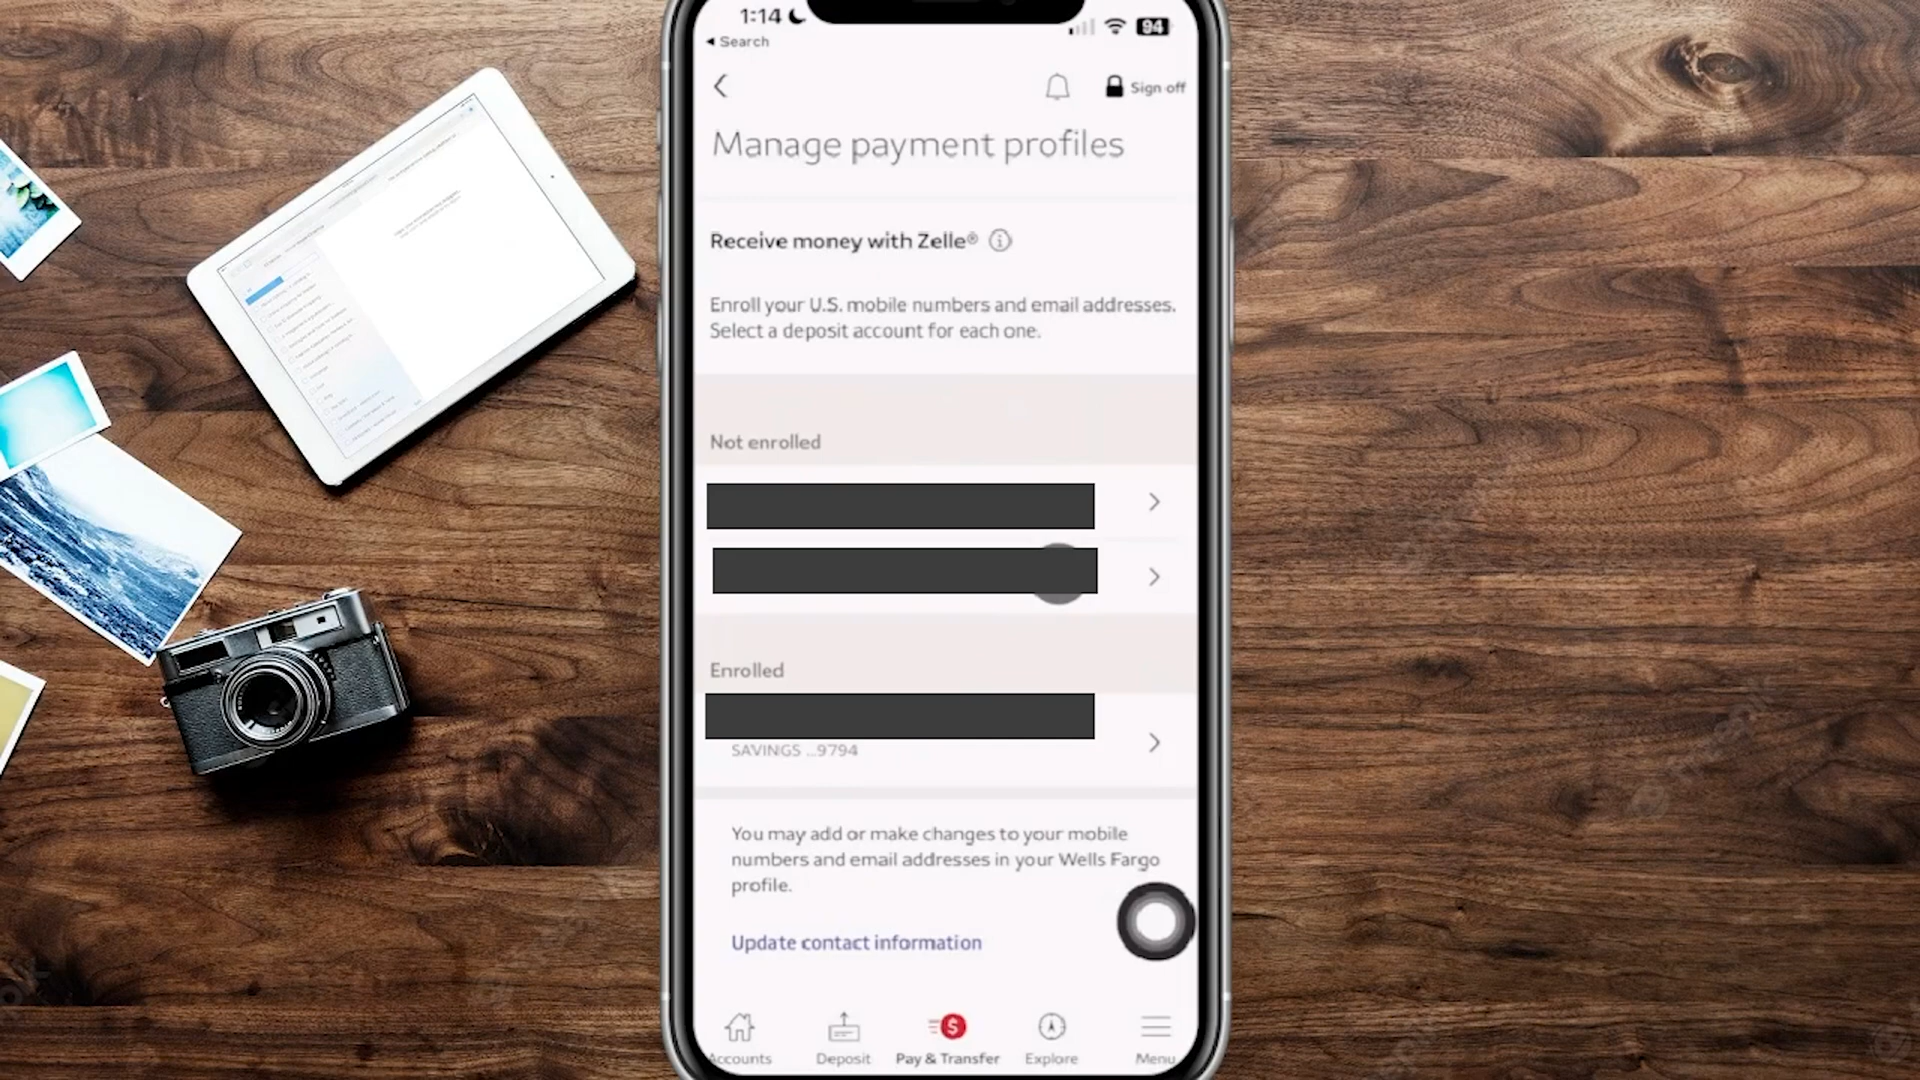 1:14
94
Search
Sign off
Manage payment profiles
Receive money with Zelle®
Enroll your U.S. mobile numbers and email addresses.
Select a deposit account for each one.
Not enrolled
Enrolled
SAVINGS ...9794
You may add or make changes to your mobile
numbers and email addresses in your Wells Fargo
profile.
Update contact information
Accounts
Deposit
Pay & Transfer
Explore
Menu